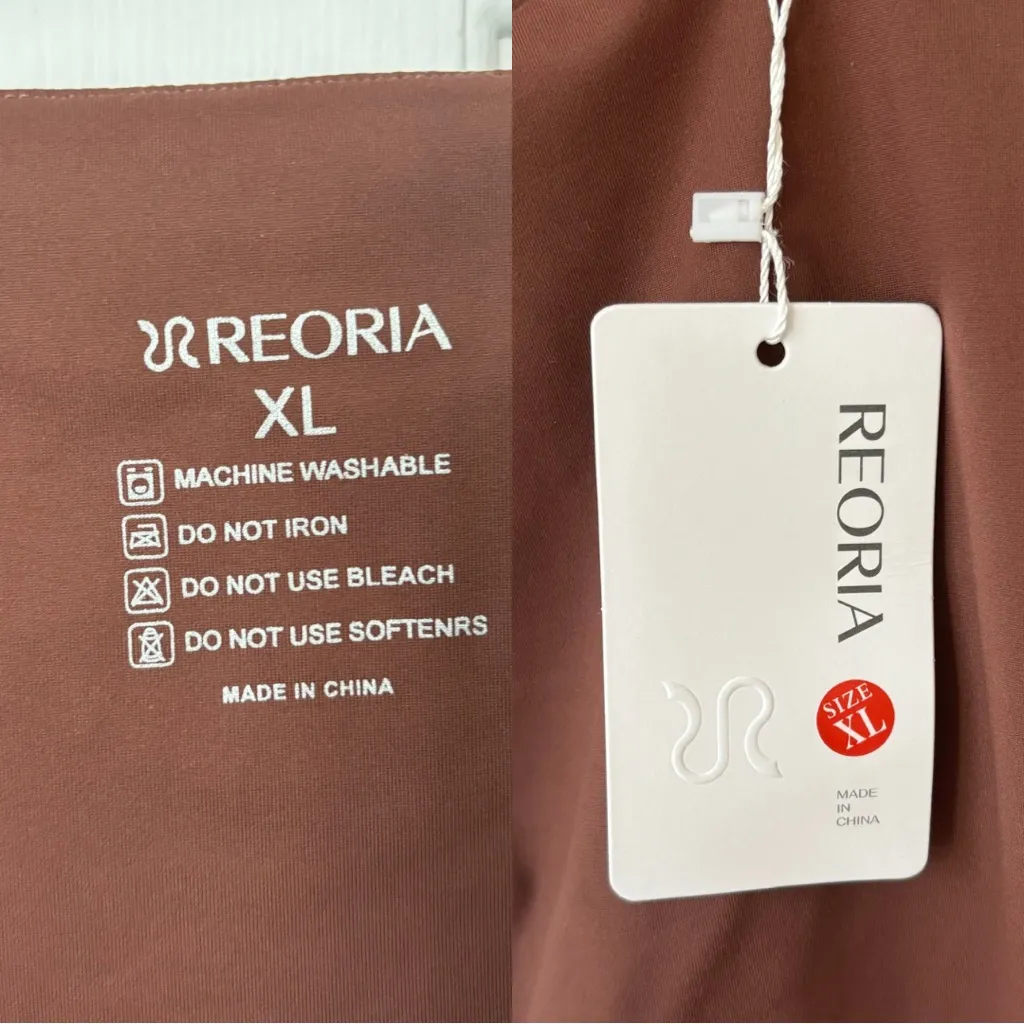 REORIA
XL
MACHINE WASHABLE
DO NOT IRON
DO NOT USE BLEACH
DO NOT USE SOFTENRS
MADE IN CHINA
REORIA
SIZE
XL
MADE
IN
CHINA